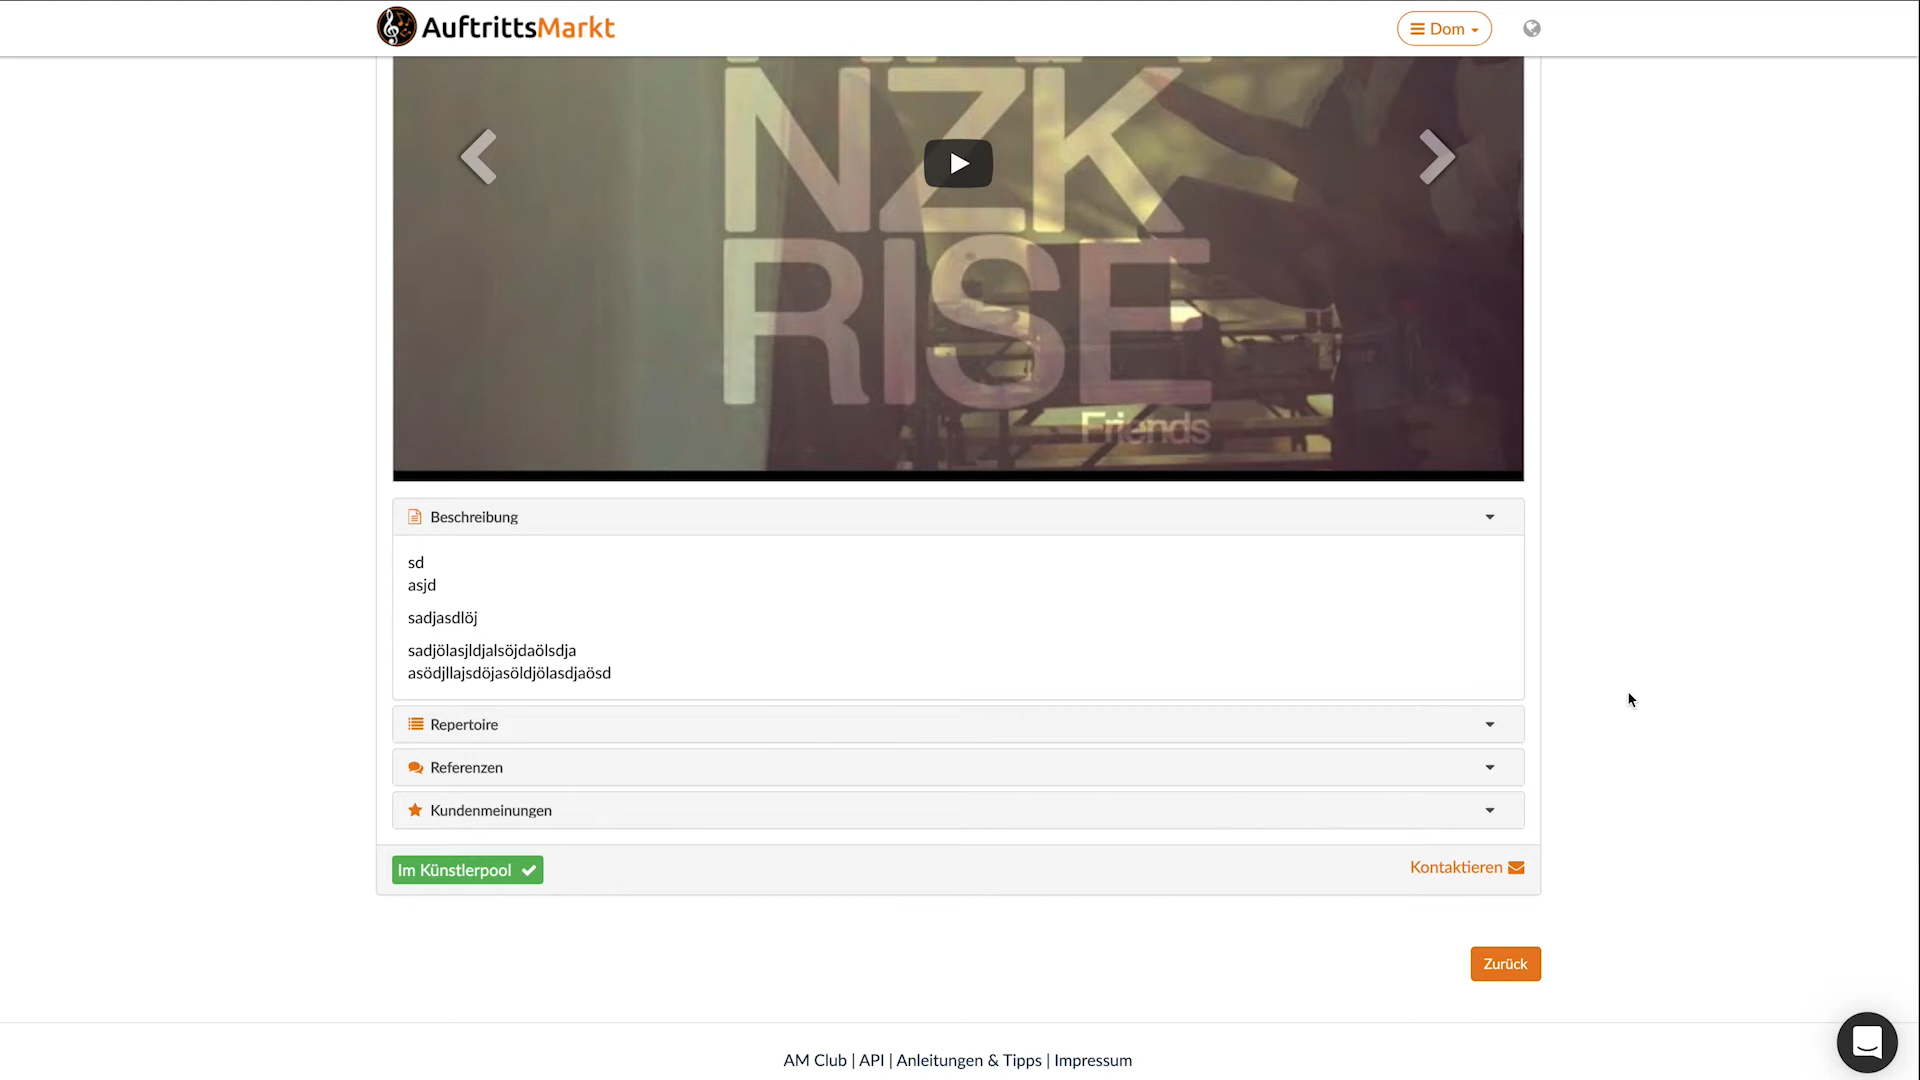 AuftrittsMarkt
Dom
NZK
RISE
Friends
Beschreibung
sd
asjd
sadjasdlöj
sadjölasjldjalsöjdaölsdja
asödjllajsdöjasöldjölasdjaösd
Repertoire
Referenzen
Kundenmeinungen
Im Künstlerpool
Kontaktieren
Zurück
AM Club | API | Anleitungen & Tipps | Impressum